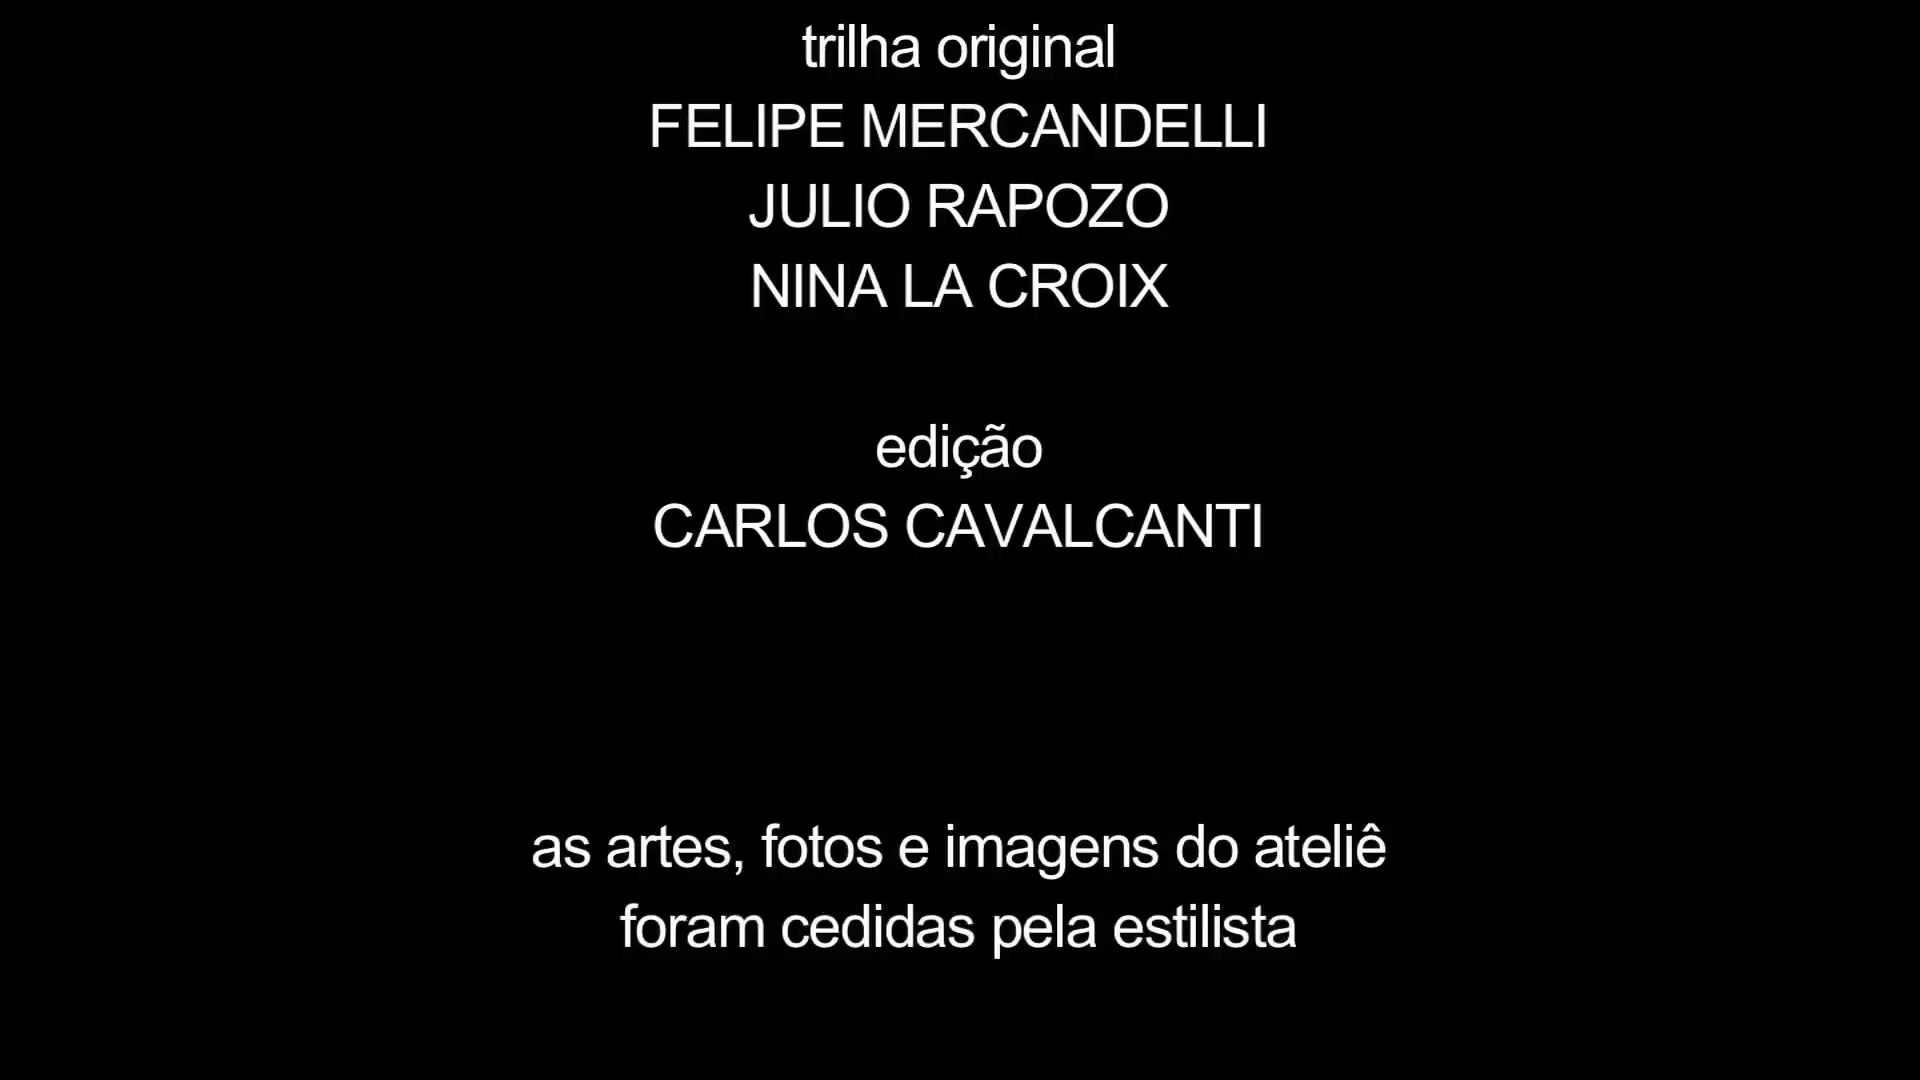 trilha original
FELIPE MERCANDELLI
JULIO RAPOZO
NINA LA CROIX
edição
CARLOS CAVALCANTI
as artes, fotos e imagens do ateliê
foram cedidas pela estilista